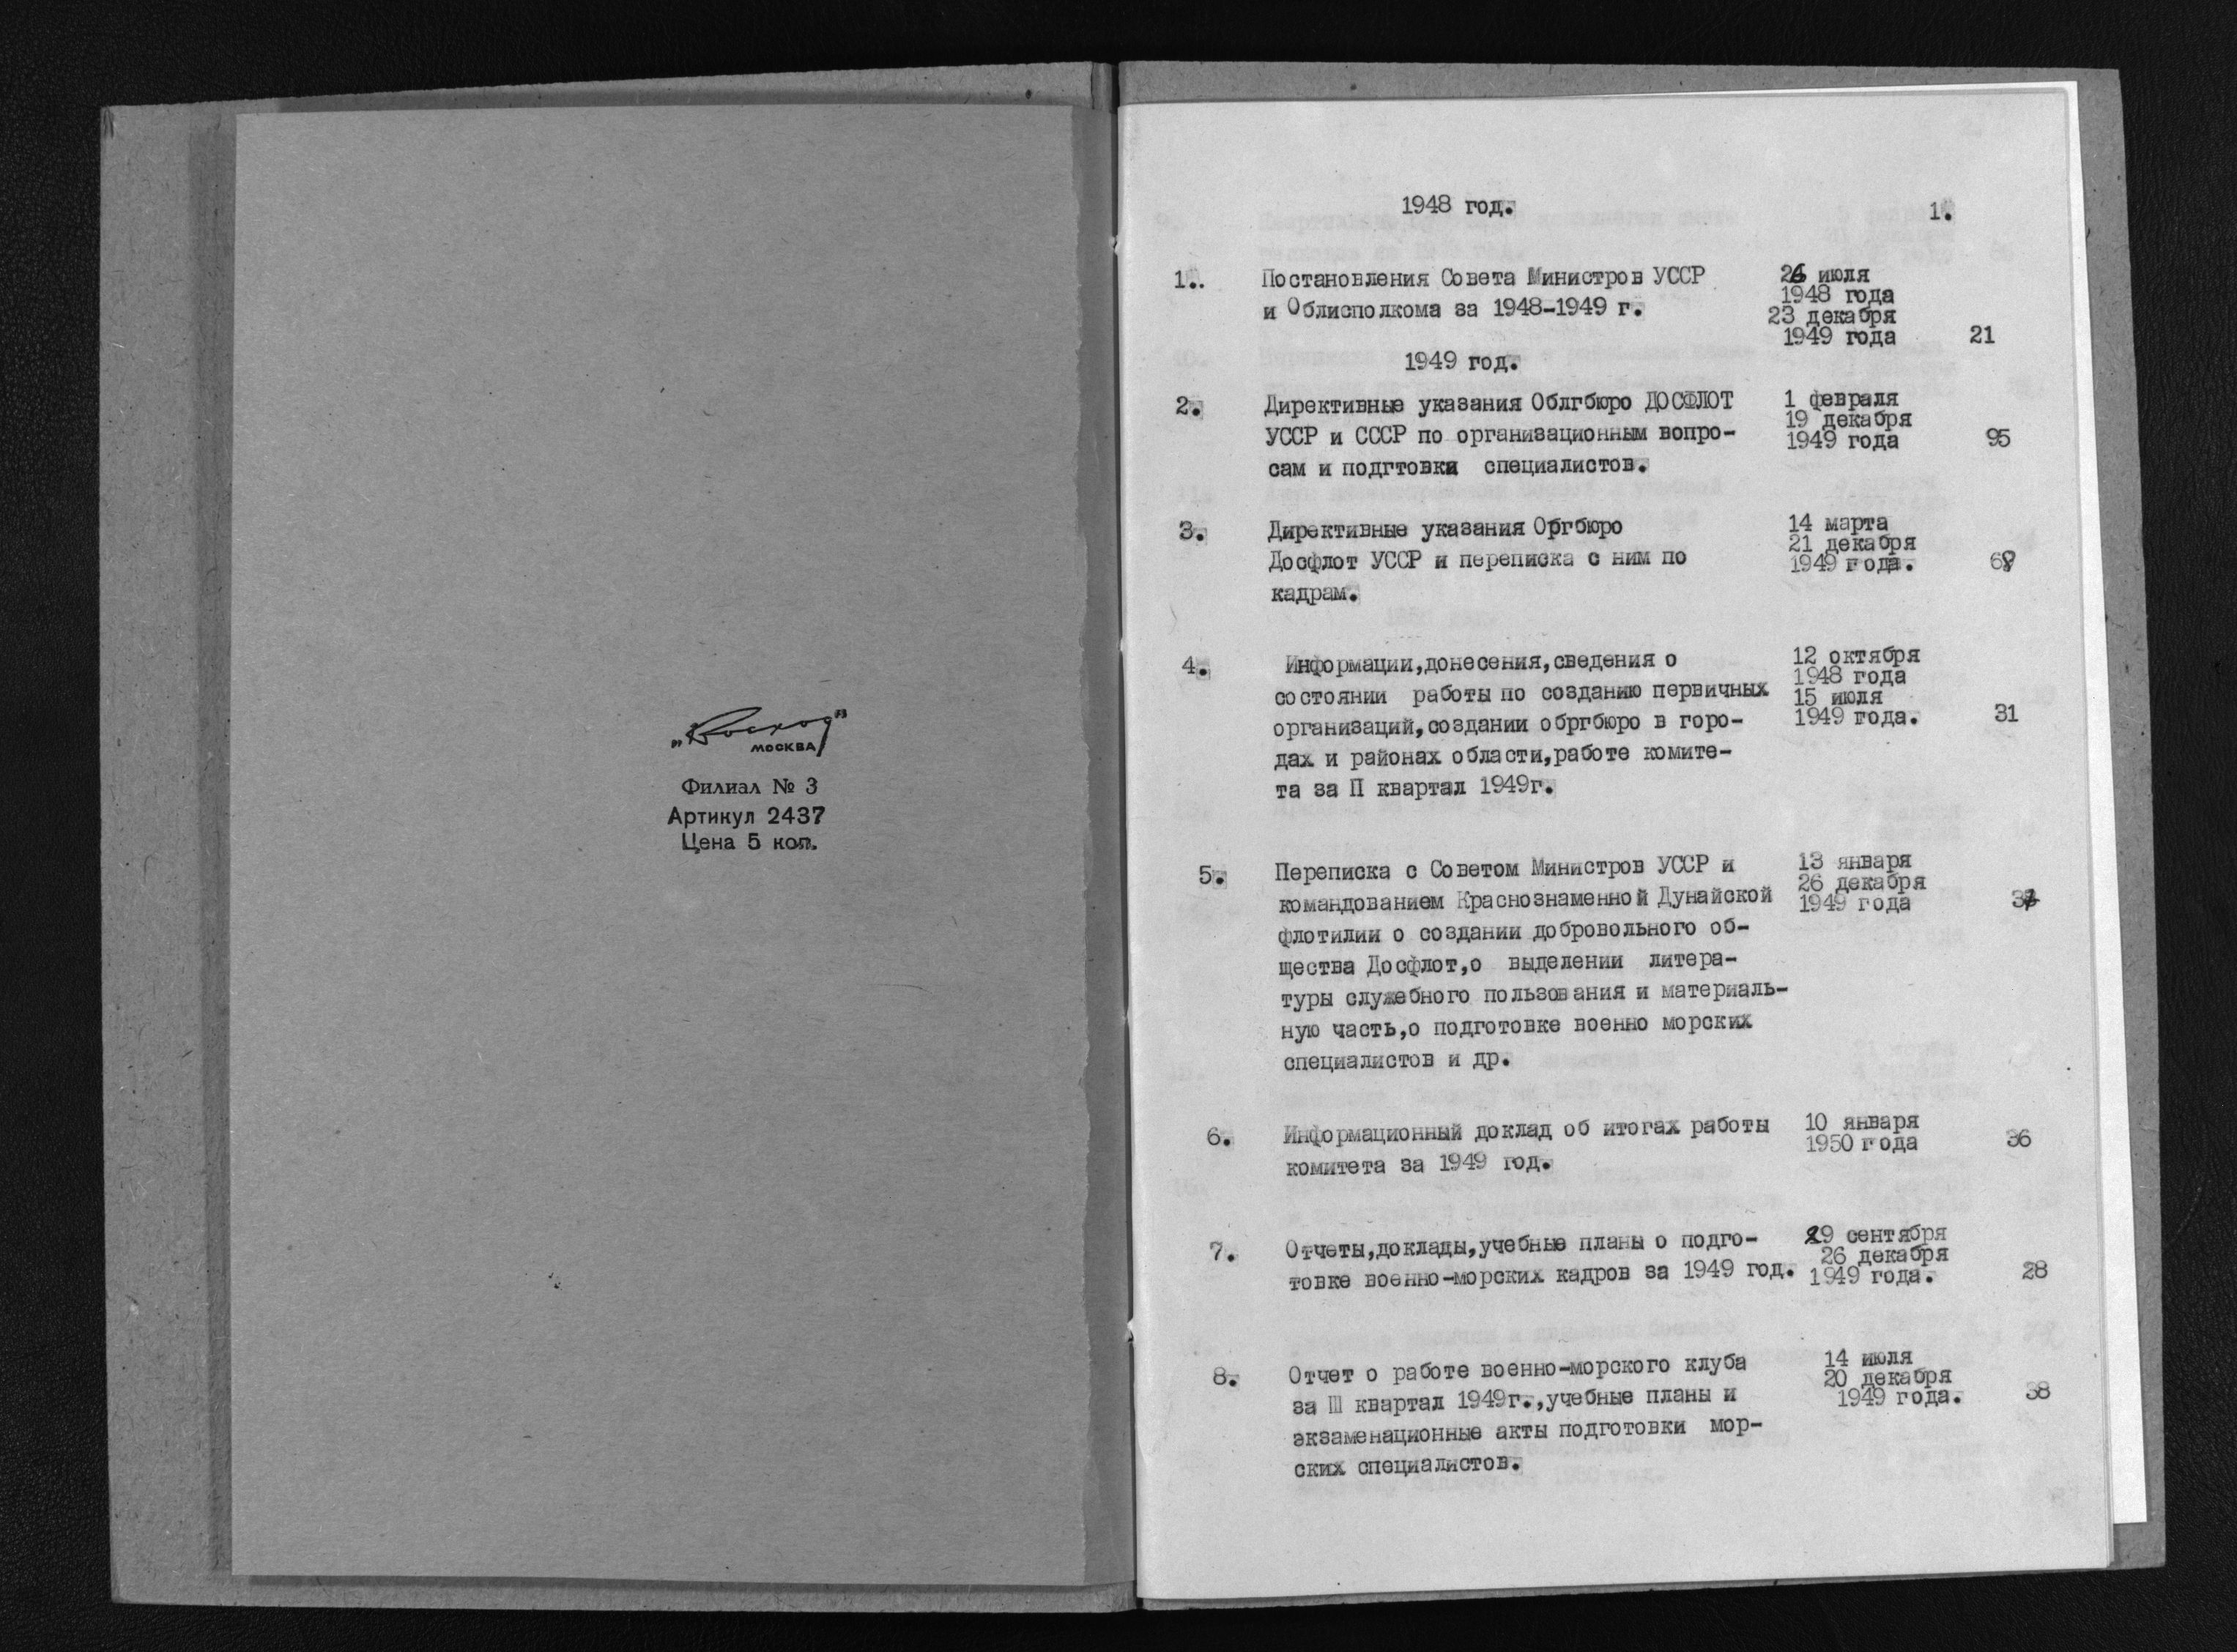 „Восход"
МОСКВА
Филиал № 3
Артикул 2437
Цена 5 коп.
1948 год.
1.
1.. Постановления Совета Министров УССР 26 июля
1948 года
и Облисполкома за 1948-1949 г. 23 декабря
1949 года 21
1949 год.
2. Директивные указания Облгбюро ДОСФЛОТ 1 февраля
19 декабря
УССР и СССР по организационным вопро- 1949 года 95
сам и подгтовки специалистов.
3. Директивные указания Оргбюро 14 марта
21 декабря
Досфлот УССР и переписка с ним по 1949 года.
кадрам.
4. Информации,донесения,сведения о 12 октября
1948 года
состоянии работы по созданию первичных 15 июля
организаций,создании обргбюро в горо- 1949 года. 31
дах и районах области,работе комите-
та за II квартал 1949г.
5. Переписка с Советом Министров УССР и 13 января
26 декабря
командованием Краснознаменной Дунайской 1949 года
флотилии о создании добровольного об-
щества Досфлот,о выделении литера-
туры служебного пользования и материаль-
ную часть,о подготовке военно морских
специалистов и др.
6. Информационный доклад об итогах работы 10 января
1950 года 36
комитета за 1949 год.
7. Отчеты,доклады,учебные планы о подго- 29 сентября
26 декабря
товке военно-морских кадров за 1949 год. 1949 года. 28
8. Отчет о работе военно-морского клуба 14 июля
20 декабря
за III квартал 1949г.,учебные планы и 1949 года. 38
экзаменационные акты подготовки мор-
ских специалистов.